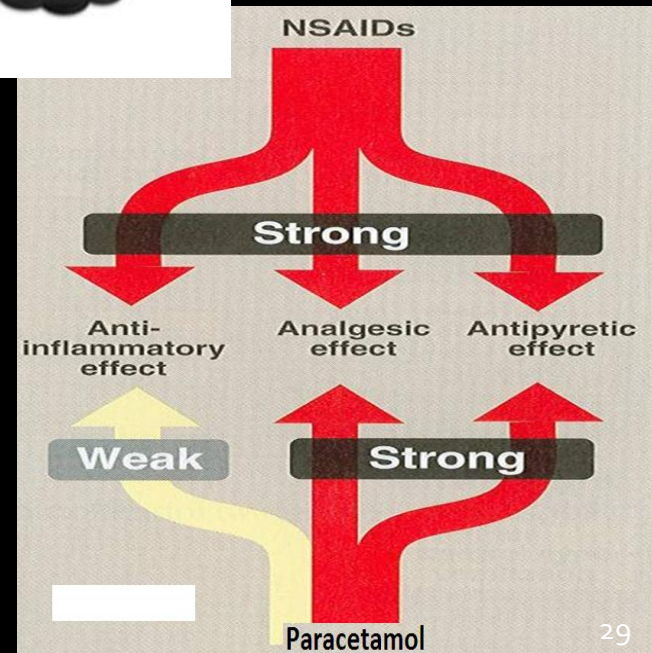 NSAIDs
Strong
Anti-
inflammatory
effect
Analgesic
effect
Antipyretic
effect
Weak
Strong
Paracetamol
29